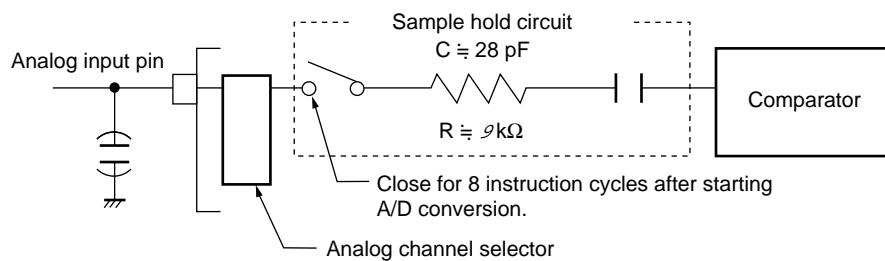 Sample hold circuit
C ≒ 28 pF
Analog input pin
Comparator
R ≒ 9 kΩ
Close for 8 instruction cycles after starting
A/D conversion.
Analog channel selector